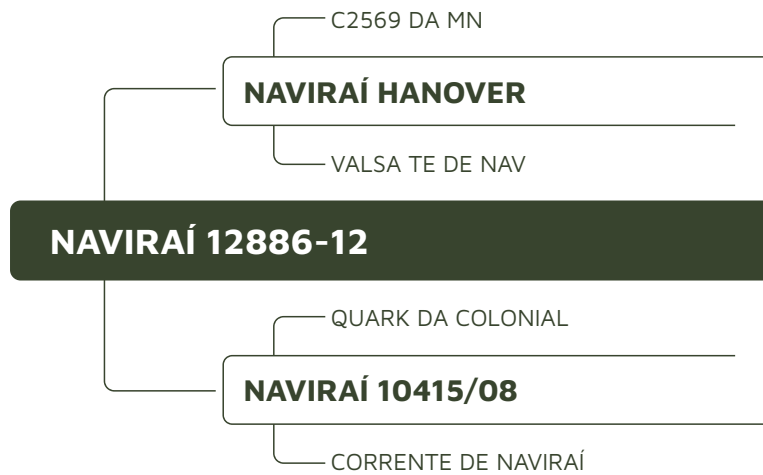 C2569 DA MN
NAVIRAÍ HANOVER
VALSA TE DE NAV
NAVIRAÍ 12886-12
QUARK DA COLONIAL
NAVIRAÍ 10415/08
CORRENTE DE NAVIRAÍ